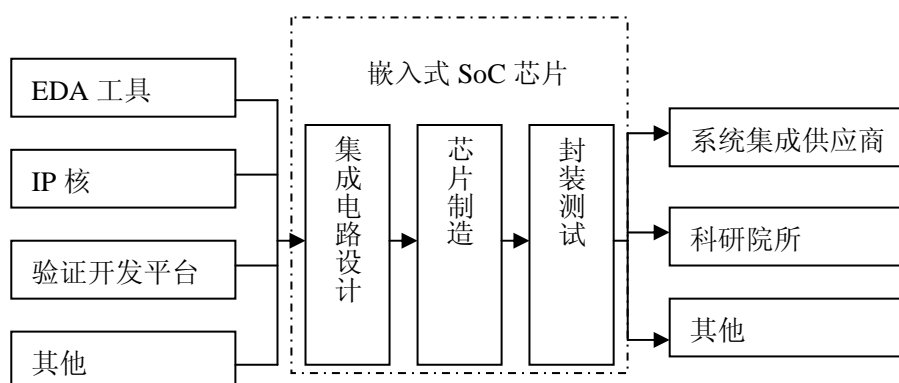 嵌入式 SoC 芯片
EDA 工具
IP 核
验证开发平台
其他
集成电路设计
芯片制造
封装测试
系统集成供应商
科研院所
其他